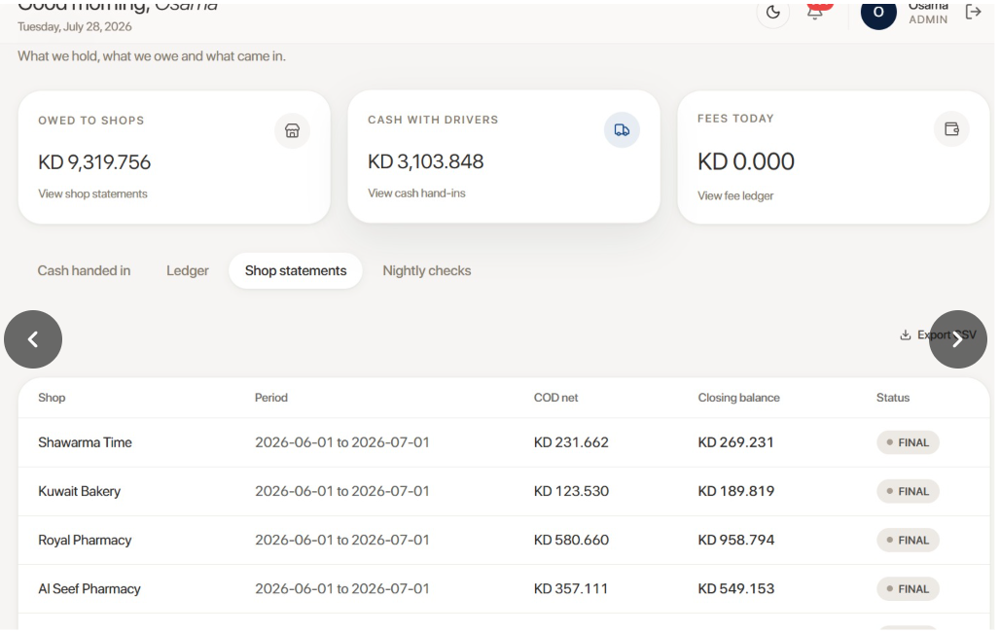 Good morning, Osama
Tuesday, July 28, 2026
O
Osama
ADMIN
What we hold, what we owe and what came in.
OWED TO SHOPS
KD 9,319.756
View shop statements
CASH WITH DRIVERS
KD 3,103.848
View cash hand-ins
FEES TODAY
KD 0.000
View fee ledger
Cash handed in Ledger Shop statements Nightly checks
Export CSV
Shop Period COD net Closing balance Status
Shawarma Time 2026-06-01 to 2026-07-01 KD 231.662 KD 269.231 FINAL
Kuwait Bakery 2026-06-01 to 2026-07-01 KD 123.530 KD 189.819 FINAL
Royal Pharmacy 2026-06-01 to 2026-07-01 KD 580.660 KD 958.794 FINAL
Al Seef Pharmacy 2026-06-01 to 2026-07-01 KD 357.111 KD 549.153 FINAL